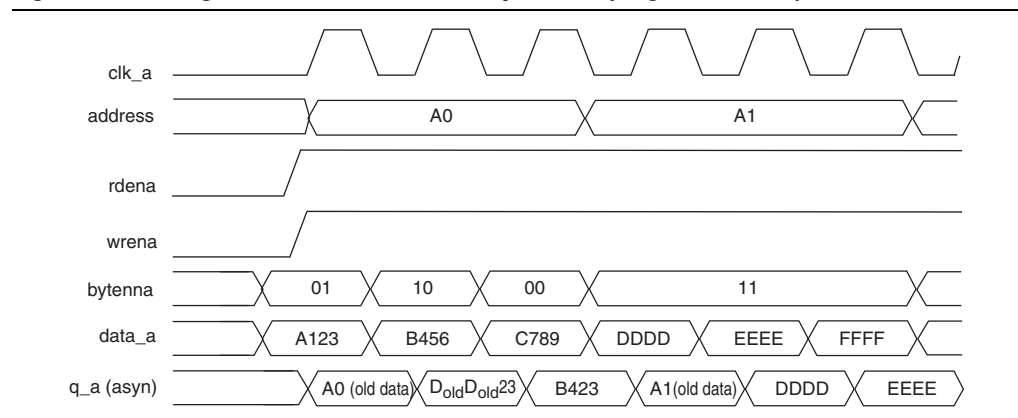 clk_a
address A0 A1
rdena
wrena
bytenna 01 10 00 11
data_a A123 B456 C789 DDDD EEEE FFFF
q_a (asyn) A0 (old data) DoldDold23 B423 A1(old data) DDDD EEEE